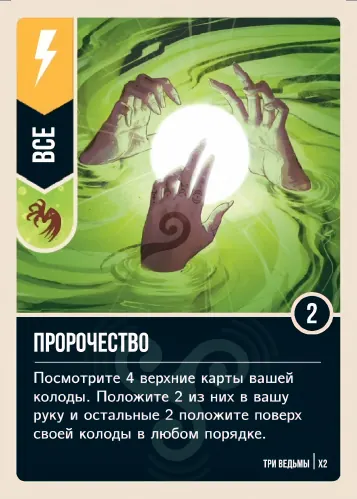 ВСЕ
2
ПРОРОЧЕСТВО
Посмотрите 4 верхние карты вашей
колоды. Положите 2 из них в вашу
руку и остальные 2 положите поверх
своей колоды в любом порядке.
ТРИ ВЕДЬМЫ | X2